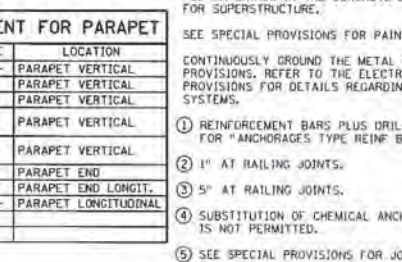 FOR SUPERSTRUCTURE.
NT FOR PARAPET
LOCATION
PARAPET VERTICAL
PARAPET VERTICAL
PARAPET VERTICAL
PARAPET VERTICAL
PARAPET VERTICAL
PARAPET END
PARAPET END LONGIT.
PARAPET LONGITUDINAL
SEE SPECIAL PROVISIONS FOR PAIN
CONTINUOUSLY GROUND THE METAL
PROVISIONS. REFER TO THE ELECTR
PROVISIONS FOR DETAILS REGARDIN
SYSTEMS.
① REINFORCEMENT BARS PLUS DRIL
FOR "ANCHORAGES TYPE REINF B
② 1" AT RAILING JOINTS.
③ 5" AT RAILING JOINTS.
④ SUBSTITUTION OF CHEMICAL ANCH
IS NOT PERMITTED.
⑤ SEE SPECIAL PROVISIONS FOR JO